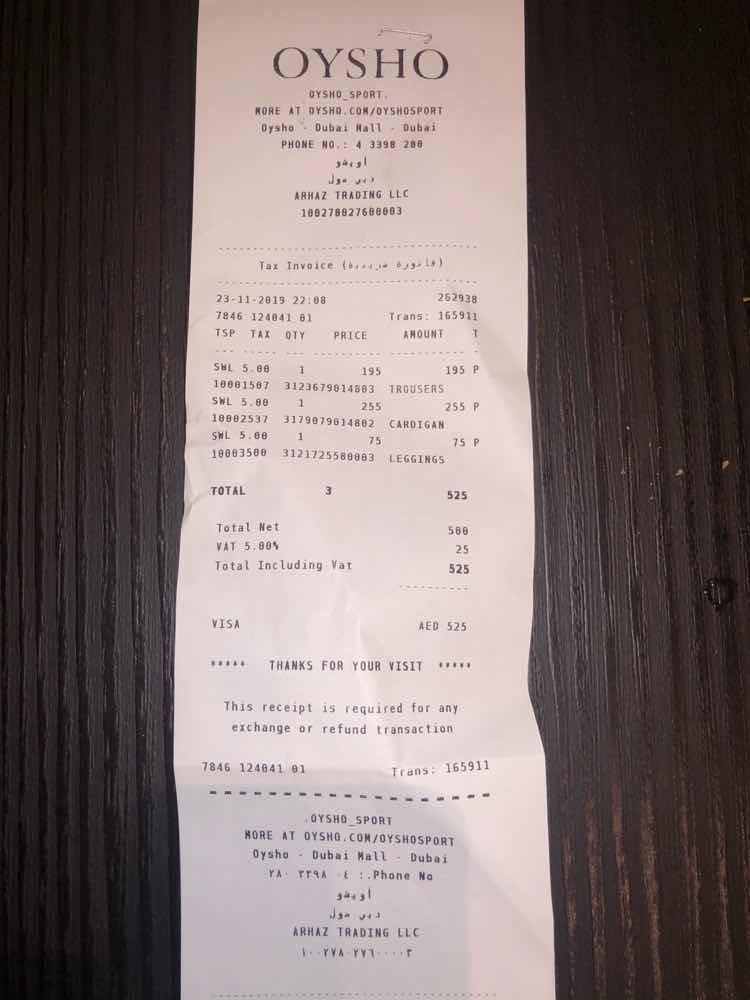 OYSHO
OYSHO_SPORT.
MORE AT OYSHO.COM/OYSHOSPORT
Oysho - Dubai Mall - Dubai
PHONE NO.: 4 3398 280
أويشو
دبي مول
ARHAZ TRADING LLC
100278027600003
Tax Invoice (فاتورة ضريبية)
23-11-2019 22:08 262938
7846 124041 01 Trans: 165911
TSP TAX QTY PRICE AMOUNT T
SWL 5.00 1 195 195 P
10001507 3123679014803 TROUSERS
SWL 5.00 1 255 255 P
10002537 3179079014802 CARDIGAN
SWL 5.00 1 75 75 P
10003500 3121725580003 LEGGINGS
TOTAL 3 525
Total Net 500
VAT 5.00% 25
Total Including Vat 525
VISA AED 525
***** THANKS FOR YOUR VISIT *****
This receipt is required for any
exchange or refund transaction
7846 124041 01 Trans: 165911
.OYSHO_SPORT
MORE AT OYSHO.COM/OYSHOSPORT
Oysho - Dubai Mall - Dubai
٢٨٠ ٣٣٩٨ ٠٤ :.Phone No
أويشو
دبي مول
ARHAZ TRADING LLC
١٠٠٢٧٨٠٢٧٦٠٠٠٠٣